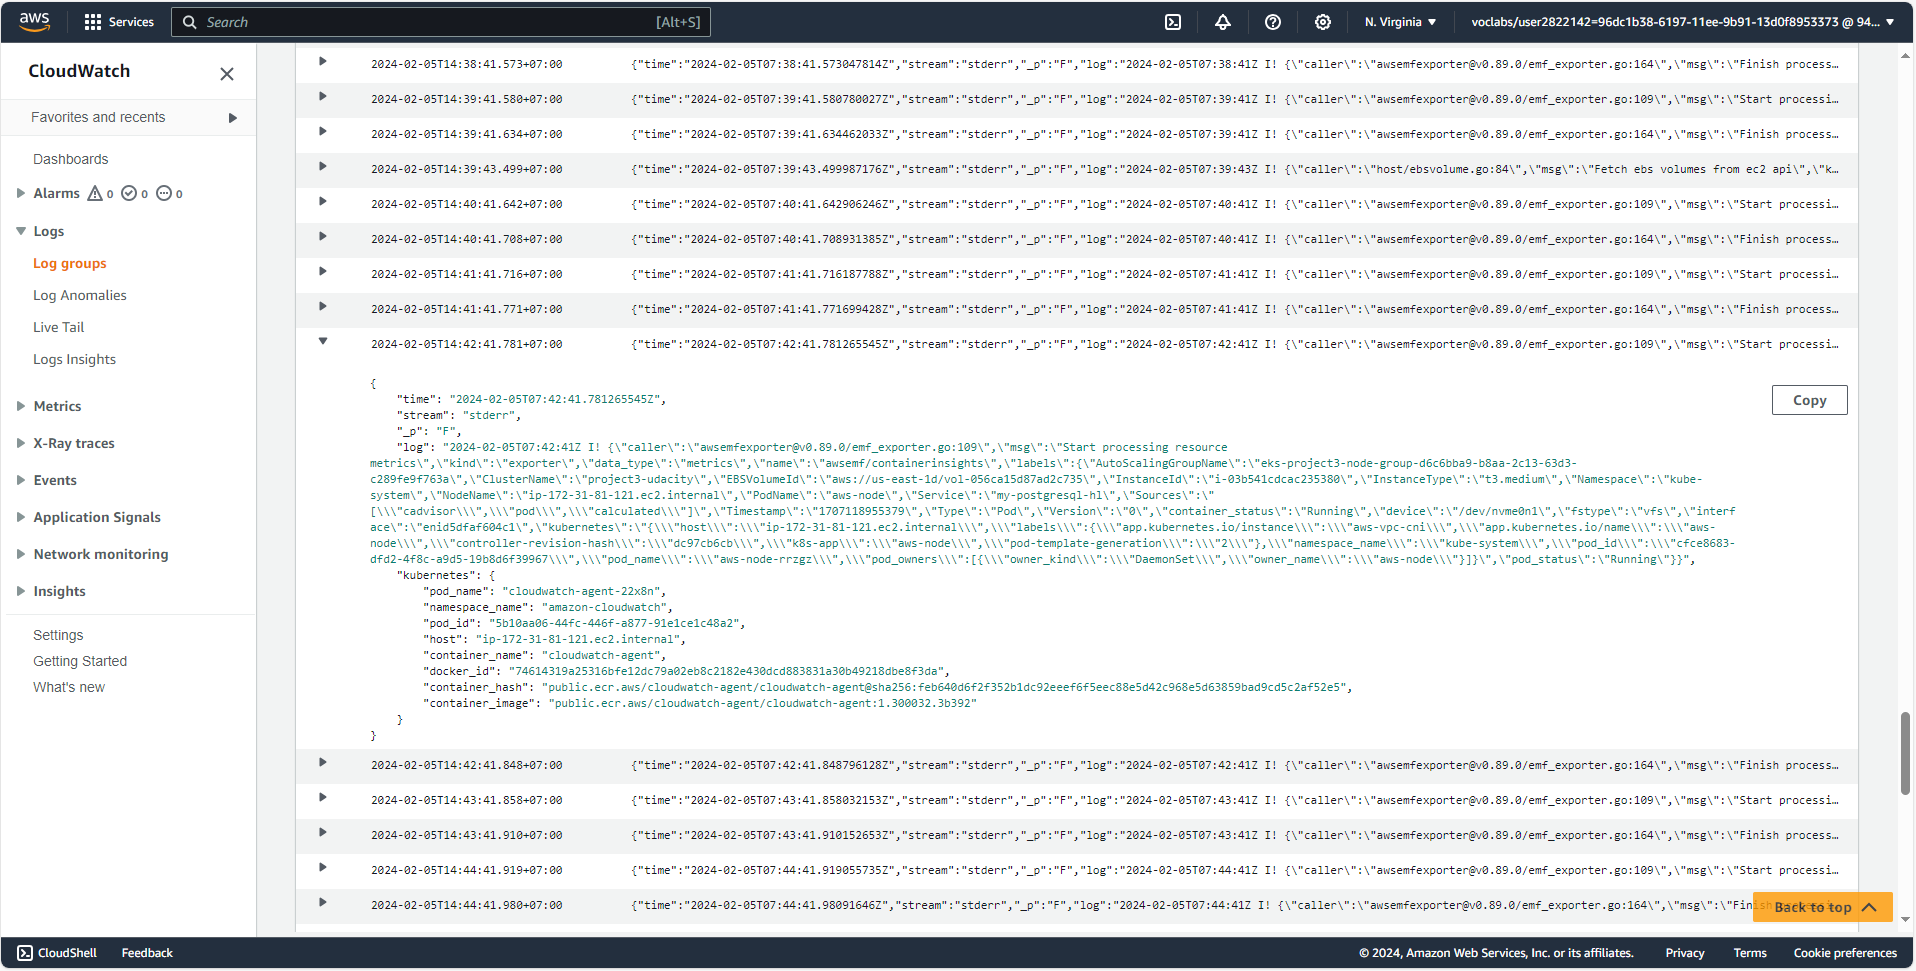 aws
Services
Search
[Alt+S]
N. Virginia
voclabs/user2822142=96dc1b38-6197-11ee-9b91-13d0f8953373 @ 94...
CloudWatch
Favorites and recents
Dashboards
Alarms 0 0 0
Logs
Log groups
Log Anomalies
Live Tail
Logs Insights
Metrics
X-Ray traces
Events
Application Signals
Network monitoring
Insights
Settings
Getting Started
What's new
2024-02-05T14:38:41.573+07:00 {"time":"2024-02-05T07:38:41.573047814Z","stream":"stderr","_p":"F","log":"2024-02-05T07:38:41Z I! {\"caller\":\"awsemfexporter@v0.89.0/emf_exporter.go:164\",\"msg\":\"Finish process…
2024-02-05T14:39:41.580+07:00 {"time":"2024-02-05T07:39:41.580780027Z","stream":"stderr","_p":"F","log":"2024-02-05T07:39:41Z I! {\"caller\":\"awsemfexporter@v0.89.0/emf_exporter.go:109\",\"msg\":\"Start processi…
2024-02-05T14:39:41.634+07:00 {"time":"2024-02-05T07:39:41.634462033Z","stream":"stderr","_p":"F","log":"2024-02-05T07:39:41Z I! {\"caller\":\"awsemfexporter@v0.89.0/emf_exporter.go:164\",\"msg\":\"Finish process…
2024-02-05T14:39:43.499+07:00 {"time":"2024-02-05T07:39:43.499987176Z","stream":"stderr","_p":"F","log":"2024-02-05T07:39:43Z I! {\"caller\":\"host/ebsvolume.go:84\",\"msg\":\"Fetch ebs volumes from ec2 api\",\"k…
2024-02-05T14:40:41.642+07:00 {"time":"2024-02-05T07:40:41.642906246Z","stream":"stderr","_p":"F","log":"2024-02-05T07:40:41Z I! {\"caller\":\"awsemfexporter@v0.89.0/emf_exporter.go:109\",\"msg\":\"Start processi…
2024-02-05T14:40:41.708+07:00 {"time":"2024-02-05T07:40:41.708931385Z","stream":"stderr","_p":"F","log":"2024-02-05T07:40:41Z I! {\"caller\":\"awsemfexporter@v0.89.0/emf_exporter.go:164\",\"msg\":\"Finish process…
2024-02-05T14:41:41.716+07:00 {"time":"2024-02-05T07:41:41.716187788Z","stream":"stderr","_p":"F","log":"2024-02-05T07:41:41Z I! {\"caller\":\"awsemfexporter@v0.89.0/emf_exporter.go:109\",\"msg\":\"Start processi…
2024-02-05T14:41:41.771+07:00 {"time":"2024-02-05T07:41:41.771699428Z","stream":"stderr","_p":"F","log":"2024-02-05T07:41:41Z I! {\"caller\":\"awsemfexporter@v0.89.0/emf_exporter.go:164\",\"msg\":\"Finish process…
2024-02-05T14:42:41.781+07:00 {"time":"2024-02-05T07:42:41.781265545Z","stream":"stderr","_p":"F","log":"2024-02-05T07:42:41Z I! {\"caller\":\"awsemfexporter@v0.89.0/emf_exporter.go:109\",\"msg\":\"Start processi…
Copy
{
"time": "2024-02-05T07:42:41.781265545Z",
"stream": "stderr",
"_p": "F",
"log": "2024-02-05T07:42:41Z I! {\"caller\":\"awsemfexporter@v0.89.0/emf_exporter.go:109\",\"msg\":\"Start processing resource
metrics\",\"kind\":\"exporter\",\"data_type\":\"metrics\",\"name\":\"awsemf/containerinsights\",\"labels\":{\"AutoScalingGroupName\":\"eks-project3-node-group-d6c6bba9-b8aa-2c13-63d3-
c289fe9f763a\",\"ClusterName\":\"project3-udacity\",\"EBSVolumeId\":\"aws://us-east-1d/vol-056ca15d87ad2c735\",\"InstanceId\":\"i-03b541cdcac235380\",\"InstanceType\":\"t3.medium\",\"Namespace\":\"kube-
system\",\"NodeName\":\"ip-172-31-81-121.ec2.internal\",\"PodName\":\"aws-node\",\"Service\":\"my-postgresql-hl\",\"Sources\":\"
[\\\"cadvisor\\\",\\\"pod\\\",\\\"calculated\\\"]\",\"Timestamp\":\"1707118955379\",\"Type\":\"Pod\",\"Version\":\"0\",\"container_status\":\"Running\",\"device\":\"/dev/nvme0n1\",\"fstype\":\"vfs\",\"interf
ace\":\"enid5dfaf604c1\",\"kubernetes\":\"{\\\"host\\\":\\\"ip-172-31-81-121.ec2.internal\\\",\\\"labels\\\":{\\\"app.kubernetes.io/instance\\\":\\\"aws-vpc-cni\\\",\\\"app.kubernetes.io/name\\\":\\\"aws-
node\\\",\\\"controller-revision-hash\\\":\\\"dc97cb6cb\\\",\\\"k8s-app\\\":\\\"aws-node\\\",\\\"pod-template-generation\\\":\\\"2\\\"},\\\"namespace_name\\\":\\\"kube-system\\\",\\\"pod_id\\\":\\\"cfce8683-
dfd2-4f8c-a9d5-19b8d6f39967\\\",\\\"pod_name\\\":\\\"aws-node-rrzgz\\\",\\\"pod_owners\\\":[{\\\"owner_kind\\\":\\\"DaemonSet\\\",\\\"owner_name\\\":\\\"aws-node\\\"}]}\",\"pod_status\":\"Running\"}}",
"kubernetes": {
"pod_name": "cloudwatch-agent-22x8n",
"namespace_name": "amazon-cloudwatch",
"pod_id": "5b10aa06-44fc-446f-a877-91e1ce1c48a2",
"host": "ip-172-31-81-121.ec2.internal",
"container_name": "cloudwatch-agent",
"docker_id": "74614319a25316bfe12dc79a02eb8c2182e430dcd883831a30b49218dbe8f3da",
"container_hash": "public.ecr.aws/cloudwatch-agent/cloudwatch-agent@sha256:feb640d6f2f352b1dc92eeef6f5eec88e5d42c968e5d63859bad9cd5c2af52e5",
"container_image": "public.ecr.aws/cloudwatch-agent/cloudwatch-agent:1.300032.3b392"
}
}
2024-02-05T14:42:41.848+07:00 {"time":"2024-02-05T07:42:41.848796128Z","stream":"stderr","_p":"F","log":"2024-02-05T07:42:41Z I! {\"caller\":\"awsemfexporter@v0.89.0/emf_exporter.go:164\",\"msg\":\"Finish process…
2024-02-05T14:43:41.858+07:00 {"time":"2024-02-05T07:43:41.858032153Z","stream":"stderr","_p":"F","log":"2024-02-05T07:43:41Z I! {\"caller\":\"awsemfexporter@v0.89.0/emf_exporter.go:109\",\"msg\":\"Start processi…
2024-02-05T14:43:41.910+07:00 {"time":"2024-02-05T07:43:41.910152653Z","stream":"stderr","_p":"F","log":"2024-02-05T07:43:41Z I! {\"caller\":\"awsemfexporter@v0.89.0/emf_exporter.go:164\",\"msg\":\"Finish process…
2024-02-05T14:44:41.919+07:00 {"time":"2024-02-05T07:44:41.919055735Z","stream":"stderr","_p":"F","log":"2024-02-05T07:44:41Z I! {\"caller\":\"awsemfexporter@v0.89.0/emf_exporter.go:109\",\"msg\":\"Start processi…
2024-02-05T14:44:41.980+07:00 {"time":"2024-02-05T07:44:41.98091646Z","stream":"stderr","_p":"F","log":"2024-02-05T07:44:41Z I! {\"caller\":\"awsemfexporter@v0.89.0/emf_exporter.go:164\",\"msg\":\"Fini
Back to top
CloudShell
Feedback
© 2024, Amazon Web Services, Inc. or its affiliates.
Privacy
Terms
Cookie preferences